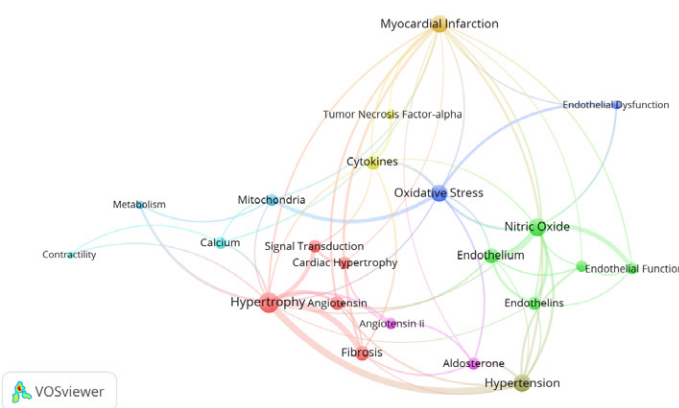 Myocardial Infarction
Endothelial Dysfunction
Tumor Necrosis Factor-alpha
Cytokines
Oxidative Stress
Mitochondria
Metabolism
Nitric Oxide
Calcium
Signal Transduction
Contractility
Endothelium
Cardiac Hypertrophy
Endothelial Function
Hypertrophy
Angiotensin
Endothelins
Angiotensin Ii
Fibrosis
Aldosterone
Hypertension
VOSviewer